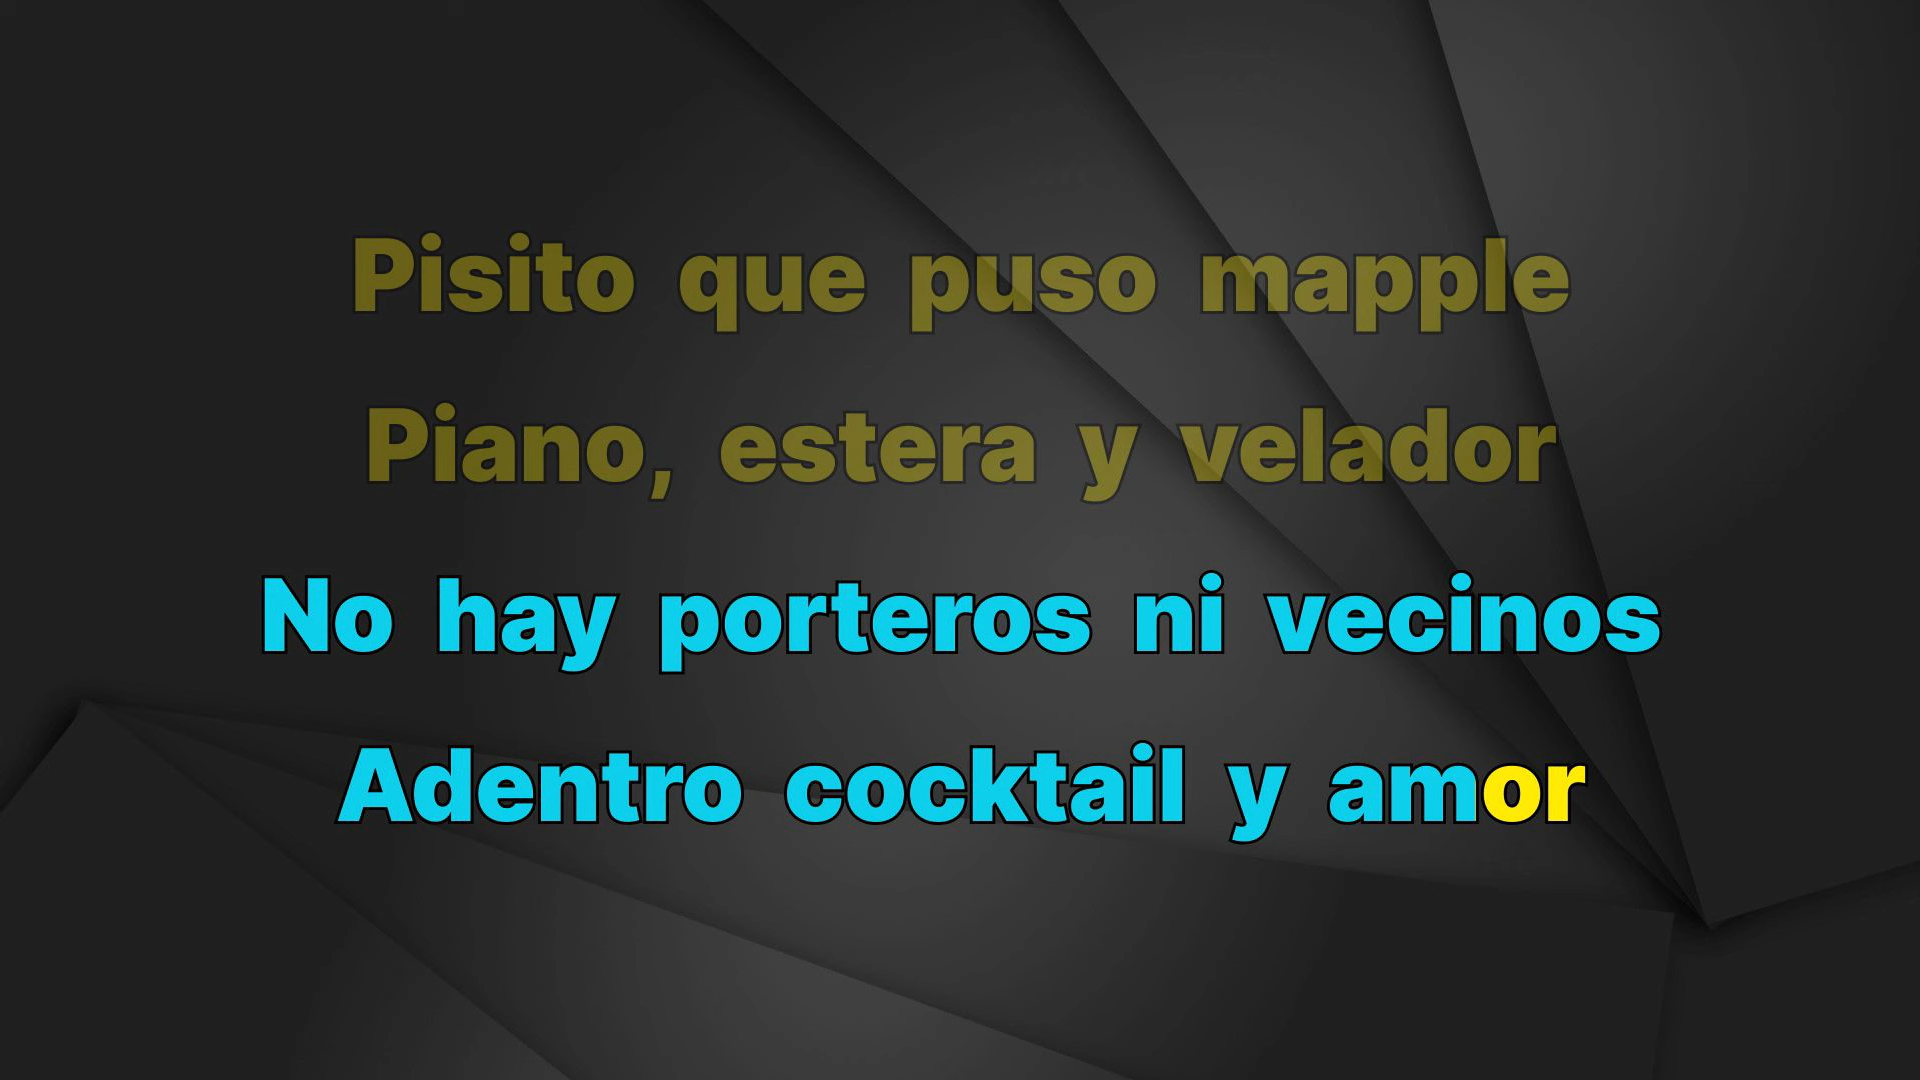 Pisito que puso mapple
Piano, estera y velador
No hay porteros ni vecinos
Adentro cocktail y amor